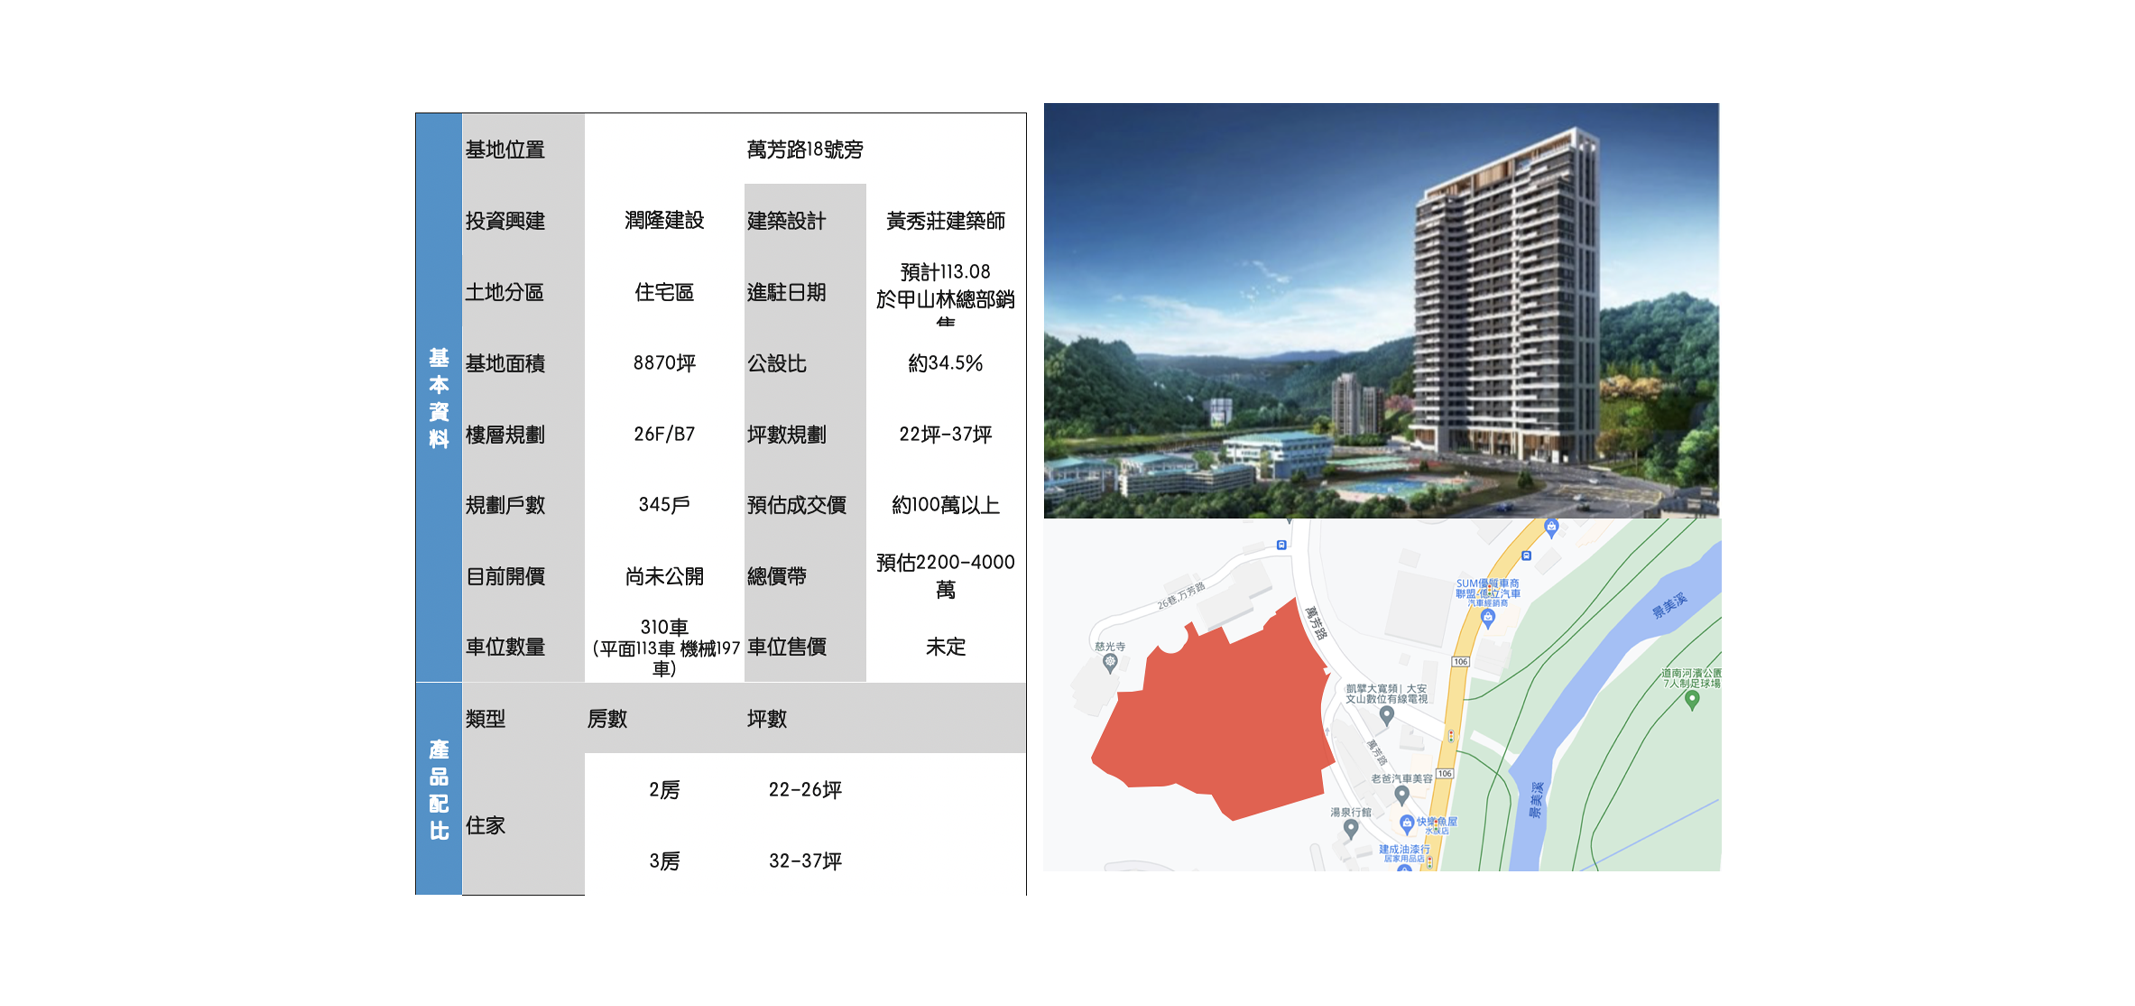 基本資料
基地位置 萬芳路18號旁
投資興建 潤隆建設 建築設計 黃秀莊建築師
土地分區 住宅區 進駐日期 預計113.08
於甲山林總部銷
售
基地面積 8870坪 公設比 約34.5%
樓層規劃 26F/B7 坪數規劃 22坪-37坪
規劃戶數 345戶 預估成交價 約100萬以上
目前開價 尚未公開 總價帶 預估2200-4000
萬
車位數量 310車
(平面113車 機械197
車) 車位售價 未定
產品配比
類型 房數 坪數
住家 2房 22-26坪
3房 32-37坪
26巷,万芳路
萬芳路
慈光寺
SUM優質車商
聯盟-億立汽車
汽車經銷商
景美溪
106
道南河濱公園
7人制足球場
凱擘大寬頻| 大安
文山數位有線電視
萬芳路
106
老爸汽車美容
景美溪
湯泉行館
快樂魚屋
水族店
建成油漆行
居家用品店